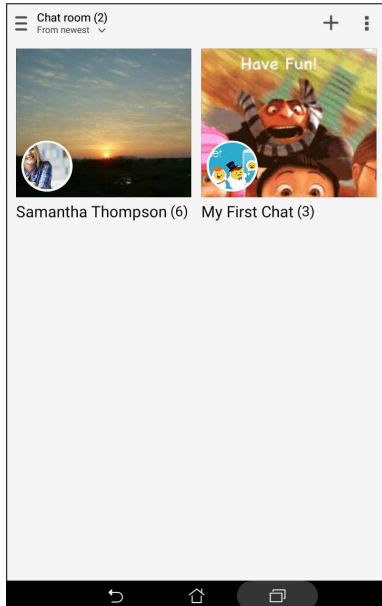 Chat room (2)
From newest
Have Fun!
Samantha Thompson (6)
My First Chat (3)